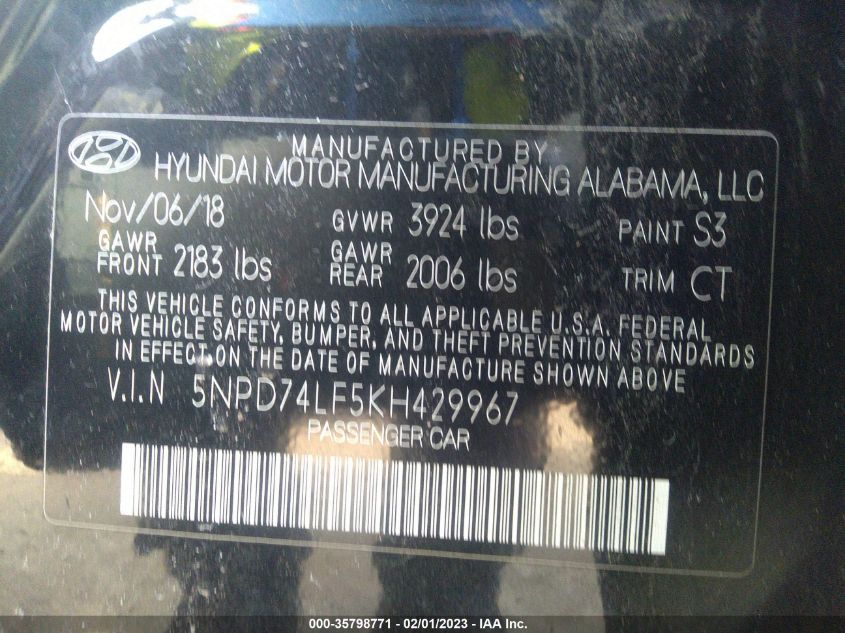 MANUFACTURED BY
HYUNDAI MOTOR MANUFACTURING ALABAMA, LLC
Nov/06/18 GVWR 3924 lbs PAINT S3
GAWR FRONT 2183 lbs GAWR REAR 2006 lbs TRIM CT
THIS VEHICLE CONFORMS TO ALL APPLICABLE U.S.A. FEDERAL
MOTOR VEHICLE SAFETY, BUMPER, AND THEFT PREVENTION STANDARDS
IN EFFECT ON THE DATE OF MANUFACTURE SHOWN ABOVE
V.I.N 5NPD74LF5KH429967
PASSENGER CAR
000-35798771 - 02/01/2023 - IAA Inc.